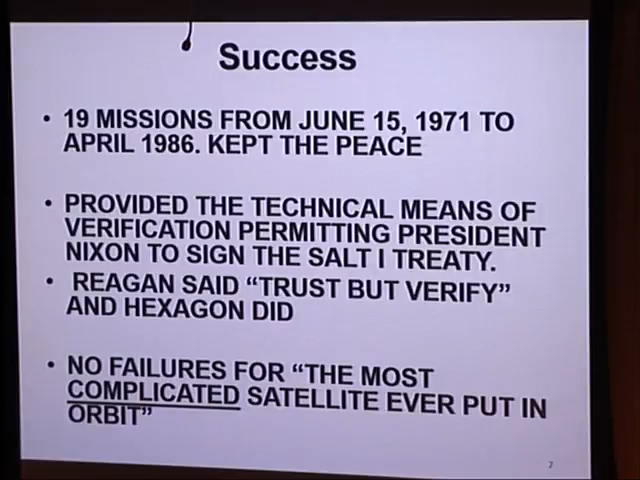 Success
• 19 MISSIONS FROM JUNE 15, 1971 TO
APRIL 1986. KEPT THE PEACE
• PROVIDED THE TECHNICAL MEANS OF
VERIFICATION PERMITTING PRESIDENT
NIXON TO SIGN THE SALT I TREATY.
• REAGAN SAID “TRUST BUT VERIFY”
AND HEXAGON DID
• NO FAILURES FOR “THE MOST
COMPLICATED SATELLITE EVER PUT IN
ORBIT”
7